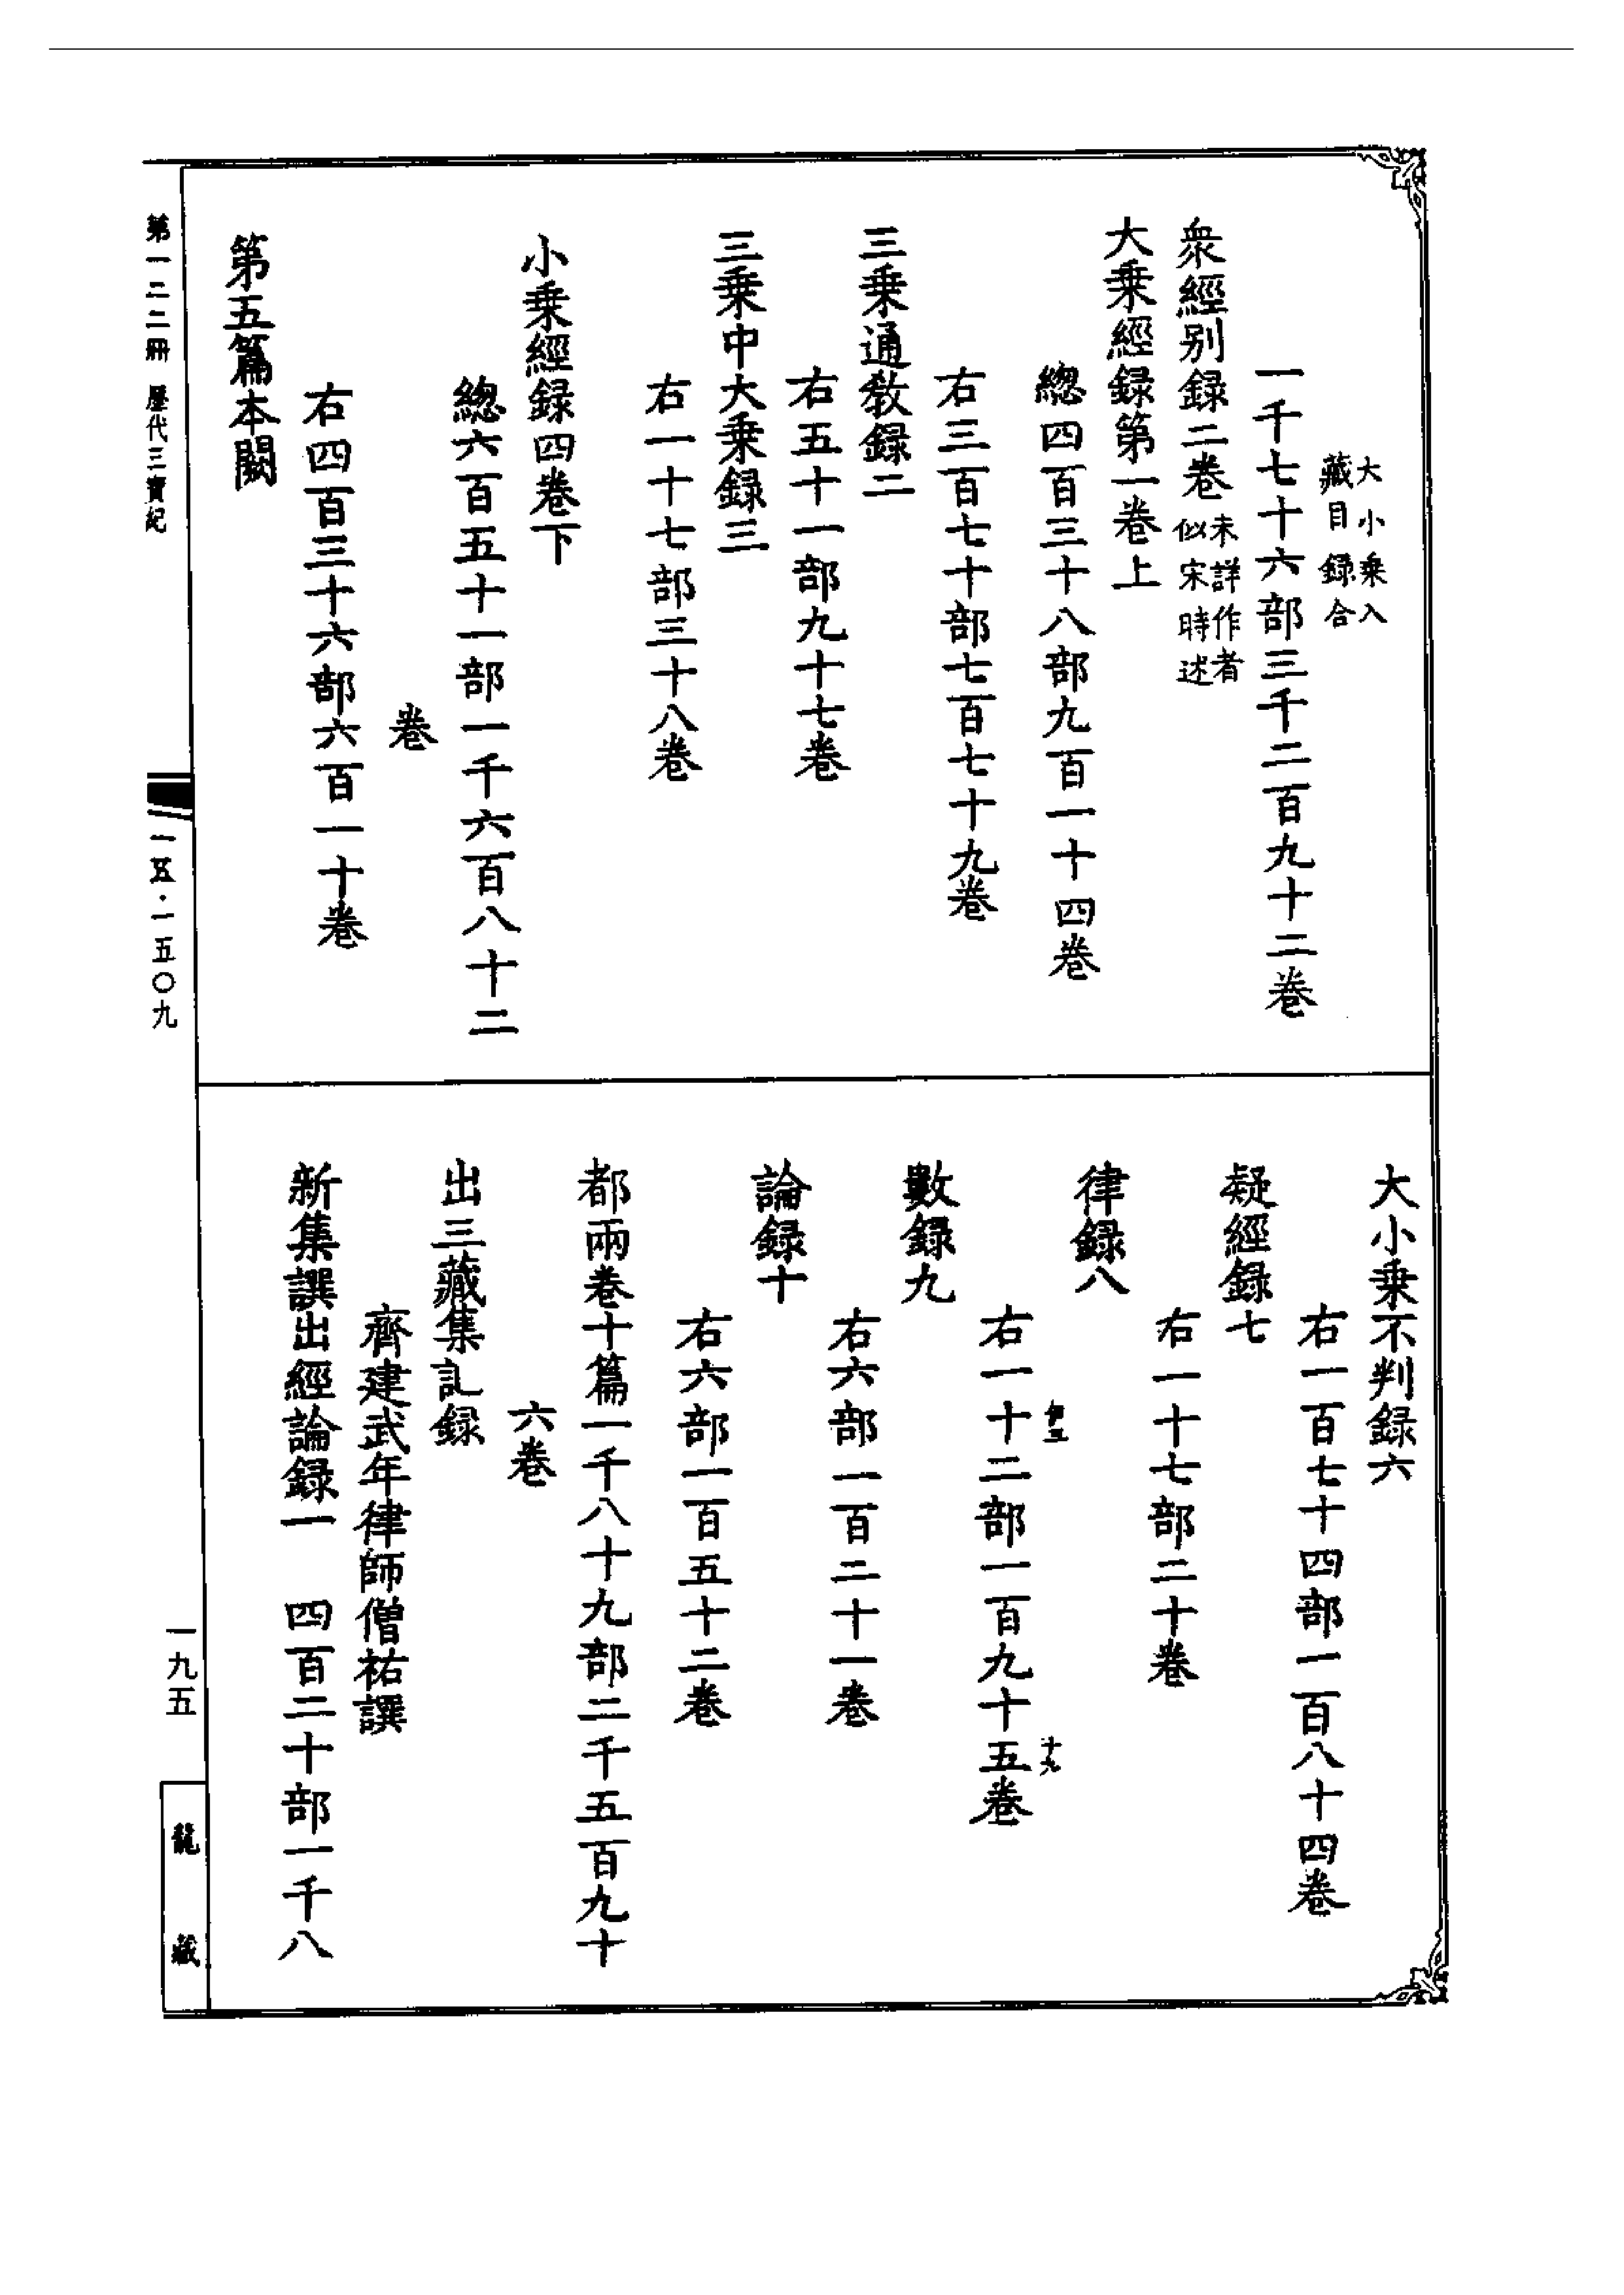 大小乗入
藏目録合
一千七十六部三千二百九十二卷
衆經别録二卷未詳作者
似宋時述
大乗經録第一卷上
總四百三十八部九百一十四卷
右三百七十部七百七十九卷
三乗通教録二
右五十一部九十七卷
三乗中大乗録三
右一十七部三十八卷
小乗經録四卷下
總六百五十一部一千六百八十二
卷
右四百三十六部六百一十卷
第五篇本闕
大小乗不判録六
右一百七十四部一百八十四卷
疑經録七
右一十七部二十卷
律録八
十九
右一十二部一百九十五卷
數録九
右六部一百二十一卷
論録十
右六部一百五十二卷
都兩卷十篇一千八十九部二千五百九十
六卷
出三藏集記録
齊建武年律師僧祐譔
新集譔出經論録一 四百二十部一千八
第一二二冊 歷代三寶紀
一五·一五〇九
一九五
龍藏